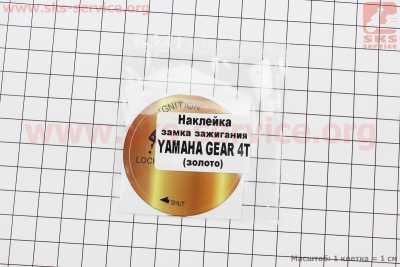 www.sks-service.org
SKS
SERVICE
IGNITION
Наклейка
замка зажигания
YAMAHA GEAR 4T
(золото)
LOCK
SHUT
www.sks-service.org
Масштаб: 1 клетка = 1 см